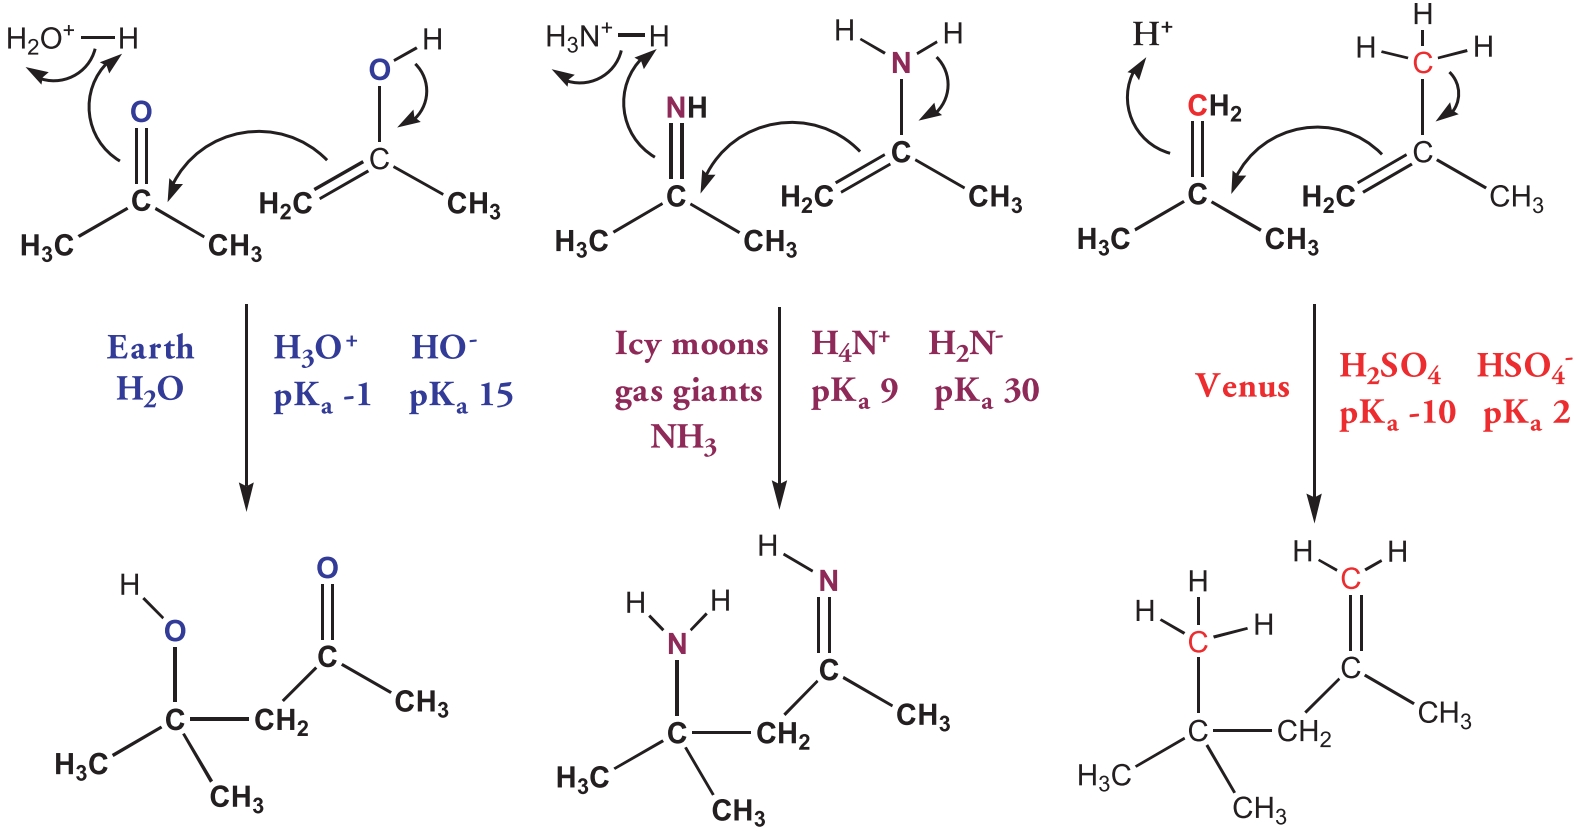 H₂O⁺ H
O H
O
C
H₃C CH₃
H₂C C CH₃
H₃N⁺ H
H H
N
NH
C
H₃C CH₃
H₂C C CH₃
H⁺
H
H C H
CH₂
C
H₃C CH₃
H₂C C CH₃
Earth
H₂O
H₃O⁺ HO⁻
pKₐ -1 pKₐ 15
Icy moons
gas giants
NH₃
H₄N⁺ H₂N⁻
pKₐ 9 pKₐ 30
Venus
H₂SO₄ HSO₄⁻
pKₐ -10 pKₐ 2
H O
O
C CH₂ C CH₃
H₃C
CH₃
H
N
H H
N
C CH₂ C CH₃
H₃C
CH₃
H H
C
H
H C H
C CH₂ C CH₃
H₃C
CH₃